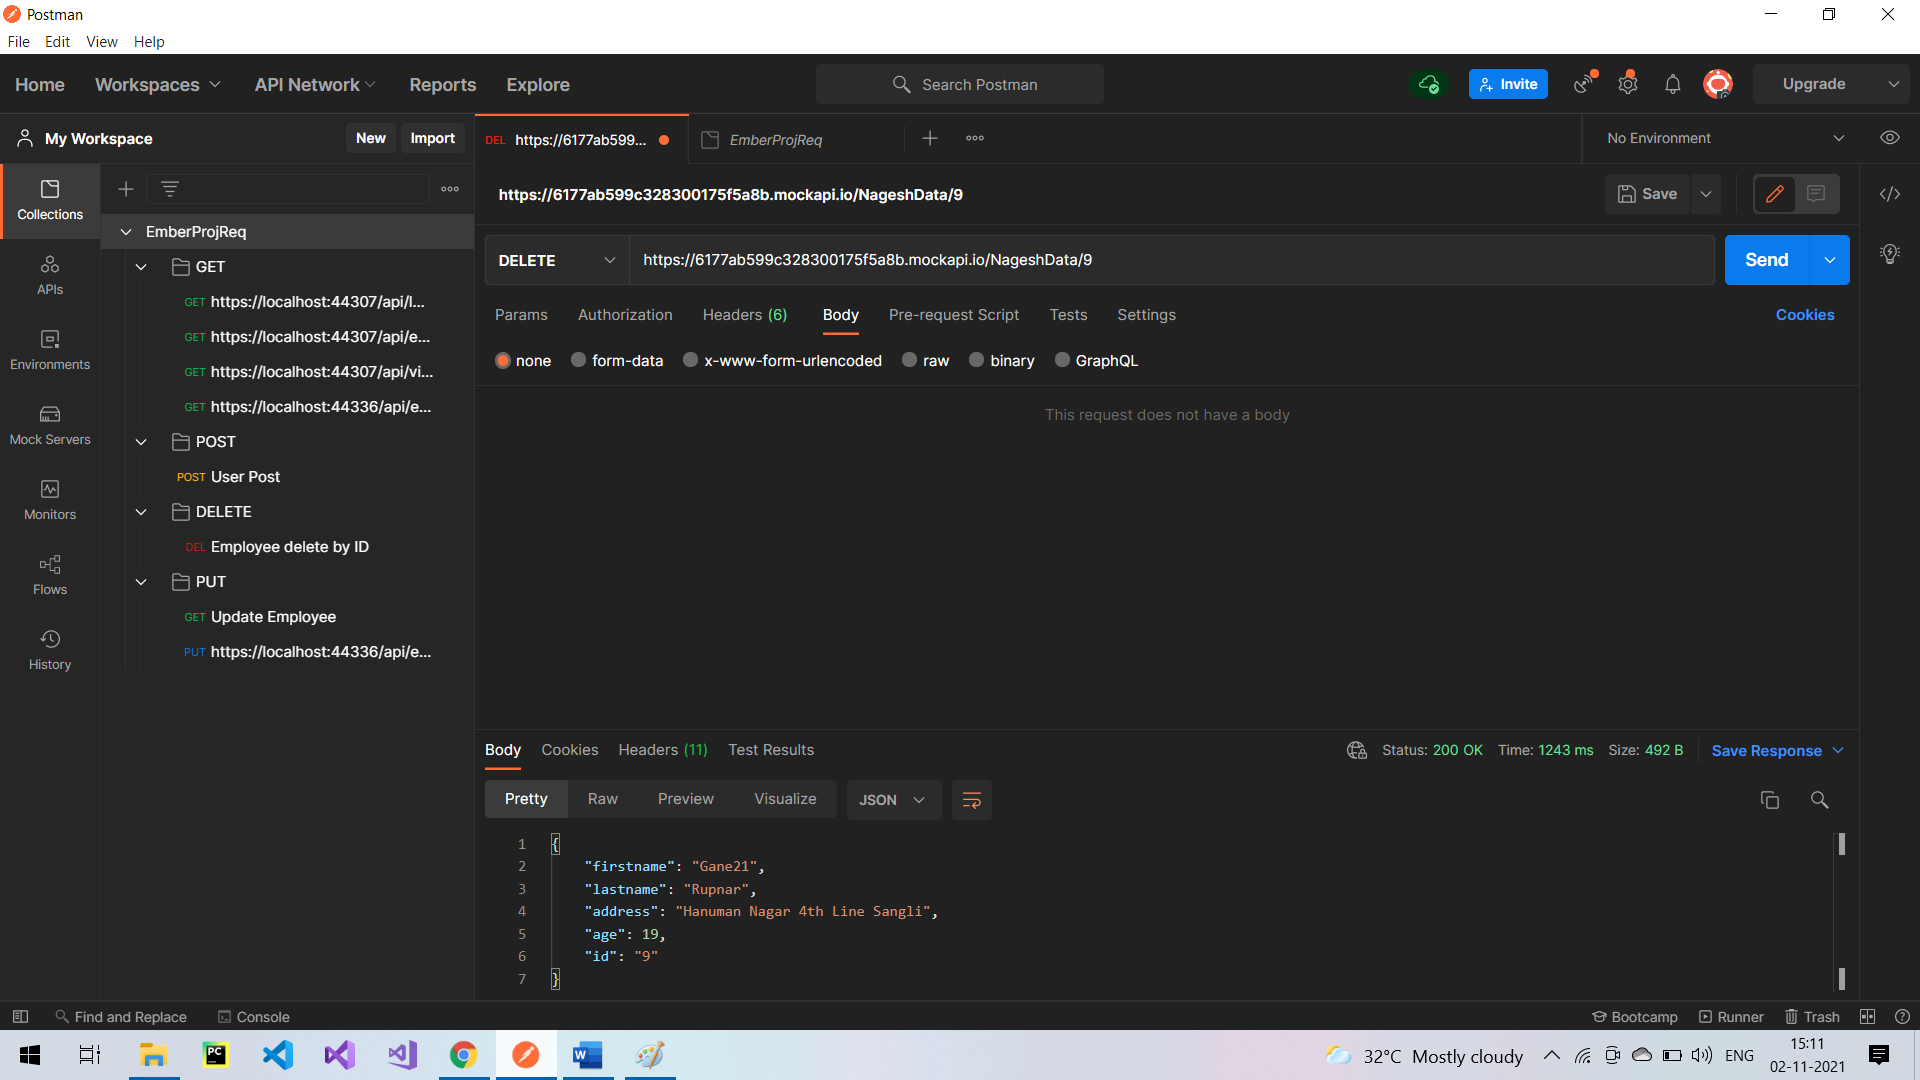 Postman
File Edit View Help
Home Workspaces API Network Reports Explore Search Postman Invite Upgrade
My Workspace New Import DEL https://6177ab599... EmberProjReq No Environment
https://6177ab599c328300175f5a8b.mockapi.io/NageshData/9 Save
Collections
EmberProjReq
GET
DELETE https://6177ab599c328300175f5a8b.mockapi.io/NageshData/9 Send
APIs
GET https://localhost:44307/api/l...
Params Authorization Headers (6) Body Pre-request Script Tests Settings Cookies
GET https://localhost:44307/api/e...
Environments
none form-data x-www-form-urlencoded raw binary GraphQL
GET https://localhost:44307/api/vi...
GET https://localhost:44336/api/e...
This request does not have a body
Mock Servers
POST
POST User Post
Monitors
DELETE
DEL Employee delete by ID
Flows
PUT
GET Update Employee
History
PUT https://localhost:44336/api/e...
Body Cookies Headers (11) Test Results Status: 200 OK Time: 1243 ms Size: 492 B Save Response
Pretty Raw Preview Visualize JSON
1 {
2 "firstname": "Gane21",
3 "lastname": "Rupnar",
4 "address": "Hanuman Nagar 4th Line Sangli",
5 "age": 19,
6 "id": "9"
7 }
Find and Replace Console Bootcamp Runner Trash
PC W 32°C Mostly cloudy ENG 15:11
02-11-2021